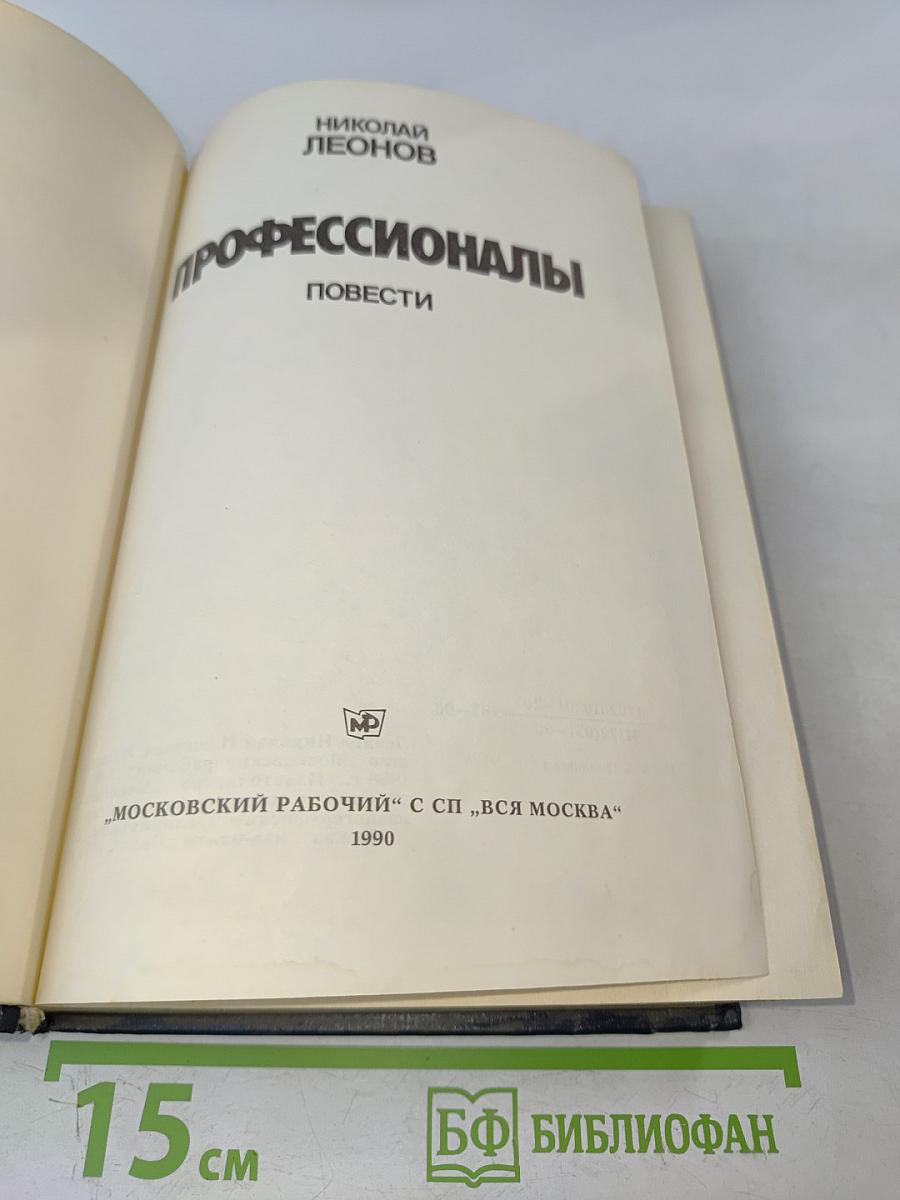 НИКОЛАЙ
ЛЕОНОВ
ПРОФЕССИОНАЛЫ
ПОВЕСТИ
МР
„МОСКОВСКИЙ РАБОЧИЙ“ С СП „ВСЯ МОСКВА“
1990
15 см
БФ БИБЛИОФАН